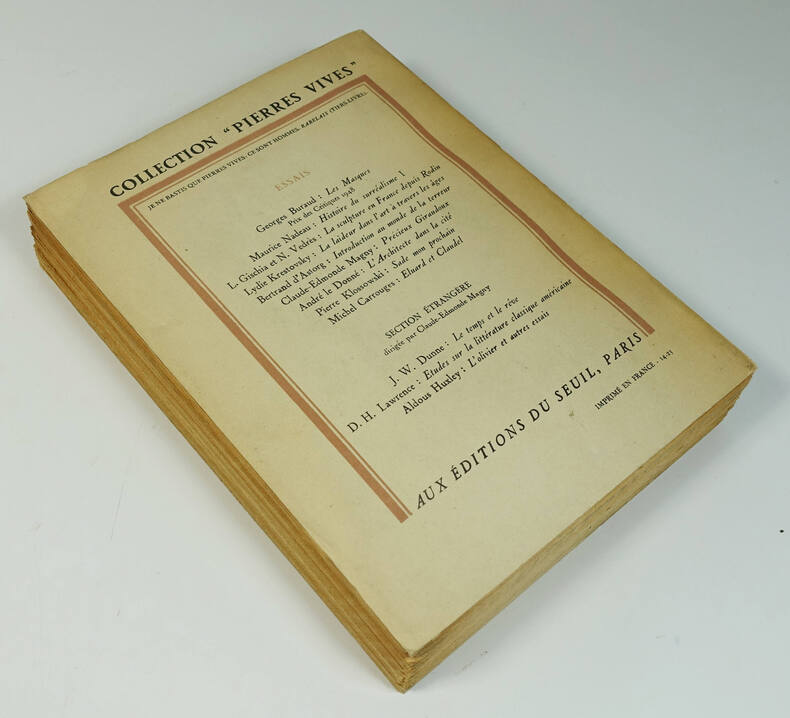 COLLECTION “PIERRES VIVES”
JE NE BASTIS QUE PIERRES VIVES : CE SONT HOMMES. RABELAIS (TIERS-LIVRE).
ESSAIS
Georges Buraud : Les Masques
Prix des Critiques 1948
Maurice Nadeau : Histoire du surréalisme I
L. Gischia et N. Vedrès : La sculpture en France depuis Rodin
Lydie Krestovsky : La laideur dans l'art à travers les âges
Bertrand d'Astorg : Introduction au monde de la terreur
Claude-Edmonde Magny : Précieux Giraudoux
André le Donné : L'Architecte dans la cité
Pierre Klossowski : Sade mon prochain
Michel Carrouges : Eluard et Claudel
SECTION ÉTRANGÈRE
dirigée par Claude-Edmonde Magny
J. W. Dunne : Le temps et le rêve
D. H. Lawrence : Etudes sur la littérature classique américaine
Aldous Huxley : L'olivier et autres essais
AUX ÉDITIONS DU SEUIL, PARIS
IMPRIMÉ EN FRANCE . 14-25